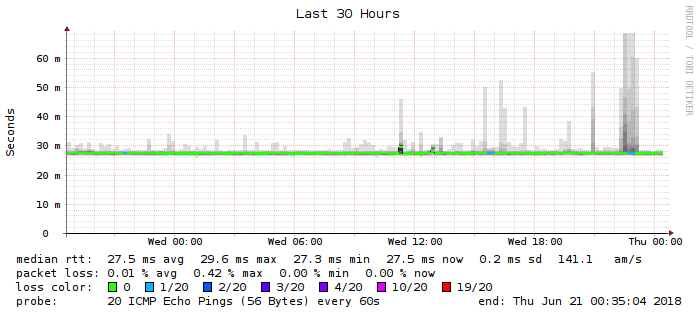 Last 30 Hours
RRDTOOL / TOBI OETIKER
Seconds
60 m
50 m
40 m
30 m
20 m
10 m
0
Wed 00:00 Wed 06:00 Wed 12:00 Wed 18:00 Thu 00:00
median rtt: 27.5 ms avg 29.6 ms max 27.3 ms min 27.5 ms now 0.2 ms sd 141.1 am/s
packet loss: 0.01 % avg 0.42 % max 0.00 % min 0.00 % now
loss color: 0 1/20 2/20 3/20 4/20 10/20 19/20
probe: 20 ICMP Echo Pings (56 Bytes) every 60s end: Thu Jun 21 00:35:04 2018